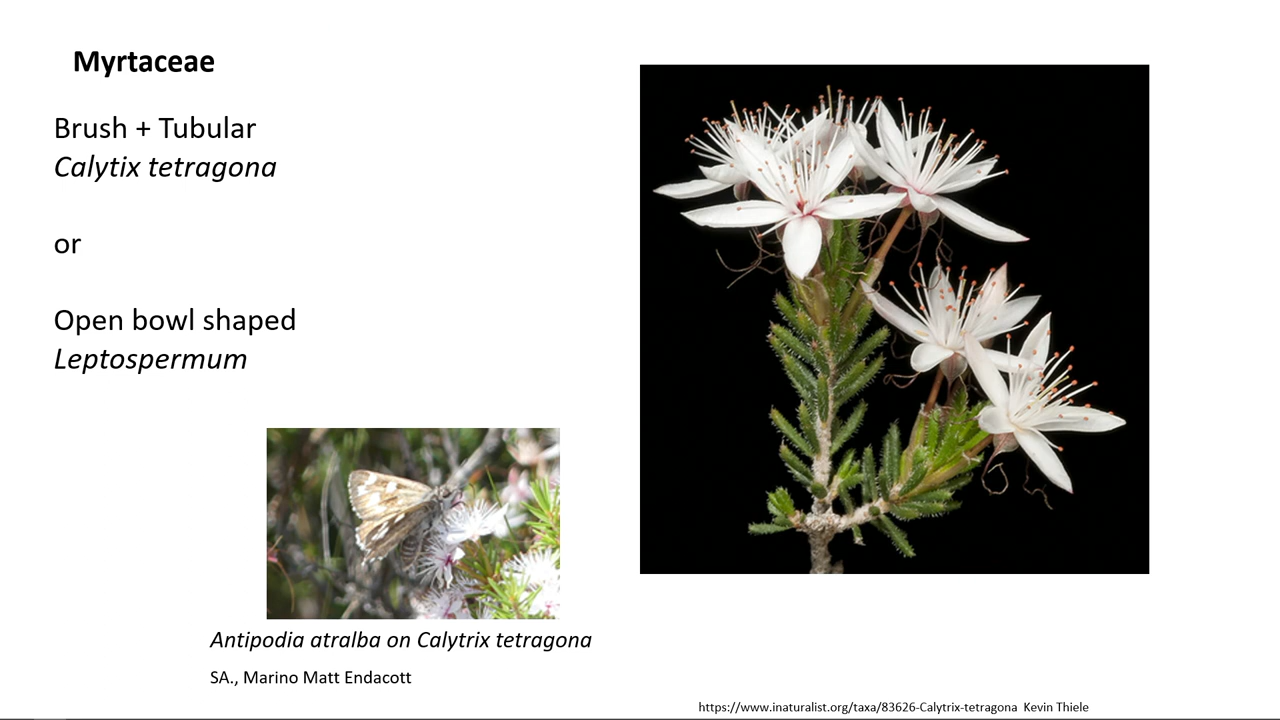 Myrtaceae
Brush + Tubular
Calytix tetragona
or
Open bowl shaped
Leptospermum
Antipodia atralba on Calytrix tetragona
SA., Marino Matt Endacott
https://www.inaturalist.org/taxa/83626-Calytrix-tetragona Kevin Thiele